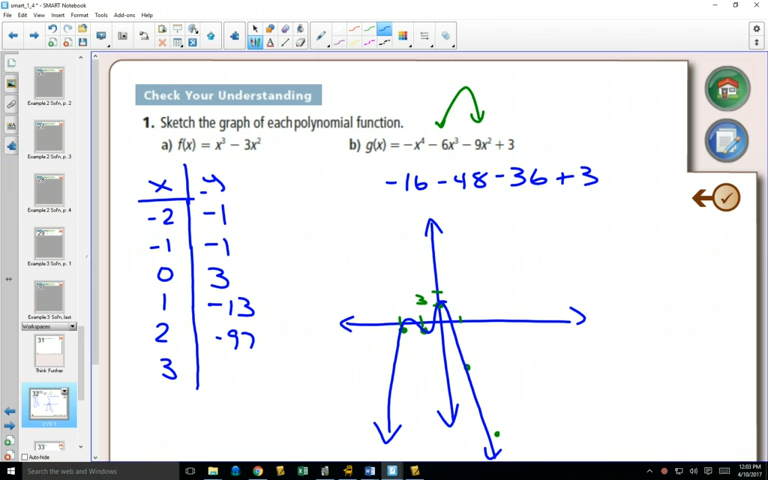 smart_1_4 * - SMART Notebook
File Edit View Insert Format Tools Add-ons Help
Example 2 Soln, p. 2
Example 2 Soln, p. 3
Example 2 Soln, p. 4
Example 3 Soln, p. 1
Example 3 Soln, last
Workspaces
31
Think Further
32
33
Auto-hide
Check Your Understanding
1. Sketch the graph of each polynomial function.
a) f(x) = x³ − 3x²
b) g(x) = −x⁴ − 6x³ − 9x² + 3
-16 -48 -36 +3
x y
-2 -1
-1 -1
0 3
1 -13
2 -97
3
3
Search the web and Windows
12:03 PM
4/10/2017